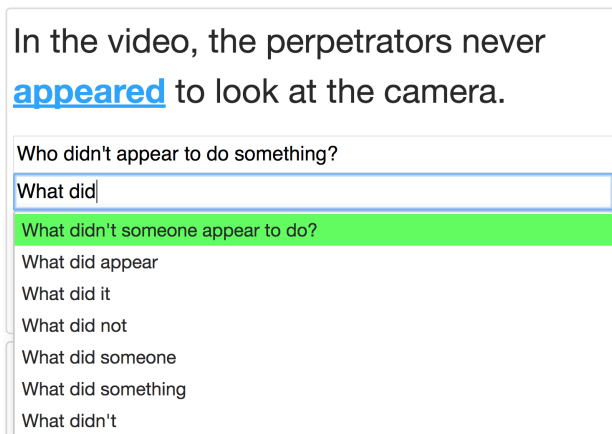 In the video, the perpetrators never
appeared to look at the camera.
Who didn't appear to do something?
What did
What didn't someone appear to do?
What did appear
What did it
What did not
What did someone
What did something
What didn't